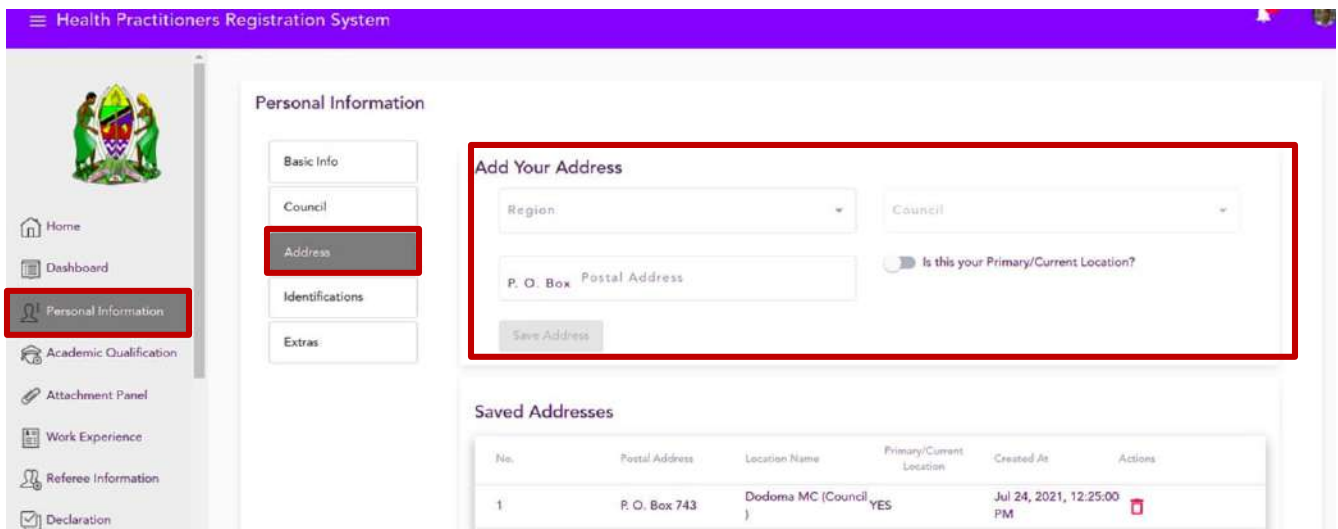 Health Practitioners Registration System
Home
Dashboard
Personal Information
Academic Qualification
Attachment Panel
Work Experience
Referee Information
Declaration
Personal Information
Basic Info
Council
Address
Identifications
Extras
Add Your Address
Region
Council
P. O. Box Postal Address
Is this your Primary/Current Location?
Save Address
Saved Addresses
No. Postal Address Location Name Primary/Current Location Created At Actions
1 P. O. Box 743 Dodoma MC (Council ) YES Jul 24, 2021, 12:25:00 PM